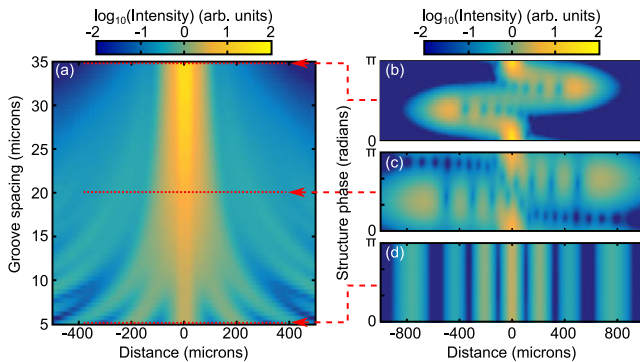 log₁₀(Intensity) (arb. units)
-2 -1 0 1 2
(a)
35
30
25
20
15
10
5
Groove spacing (microns)
-400 -200 0 200 400
Distance (microns)
log₁₀(Intensity) (arb. units)
-2 -1 0 1 2
(b)
π
0
(c)
π
0
(d)
π
0
Structure phase (radians)
-800 -400 0 400 800
Distance (microns)